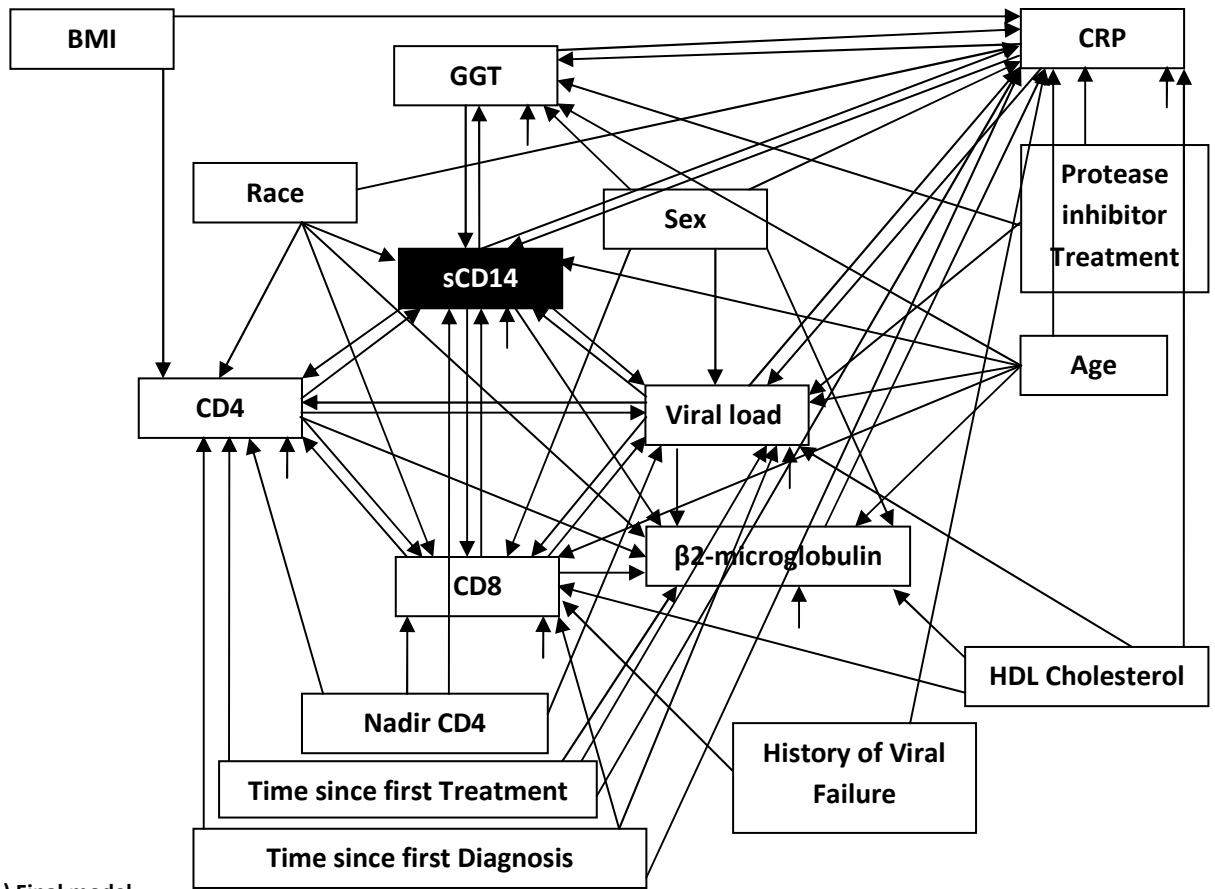 BMI
CRP
GGT
Race
Sex
Protease
inhibitor
Treatment
sCD14
Age
CD4
Viral load
β2-microglobulin
CD8
HDL Cholesterol
Nadir CD4
History of Viral
Failure
Time since first Treatment
Time since first Diagnosis
) Final model